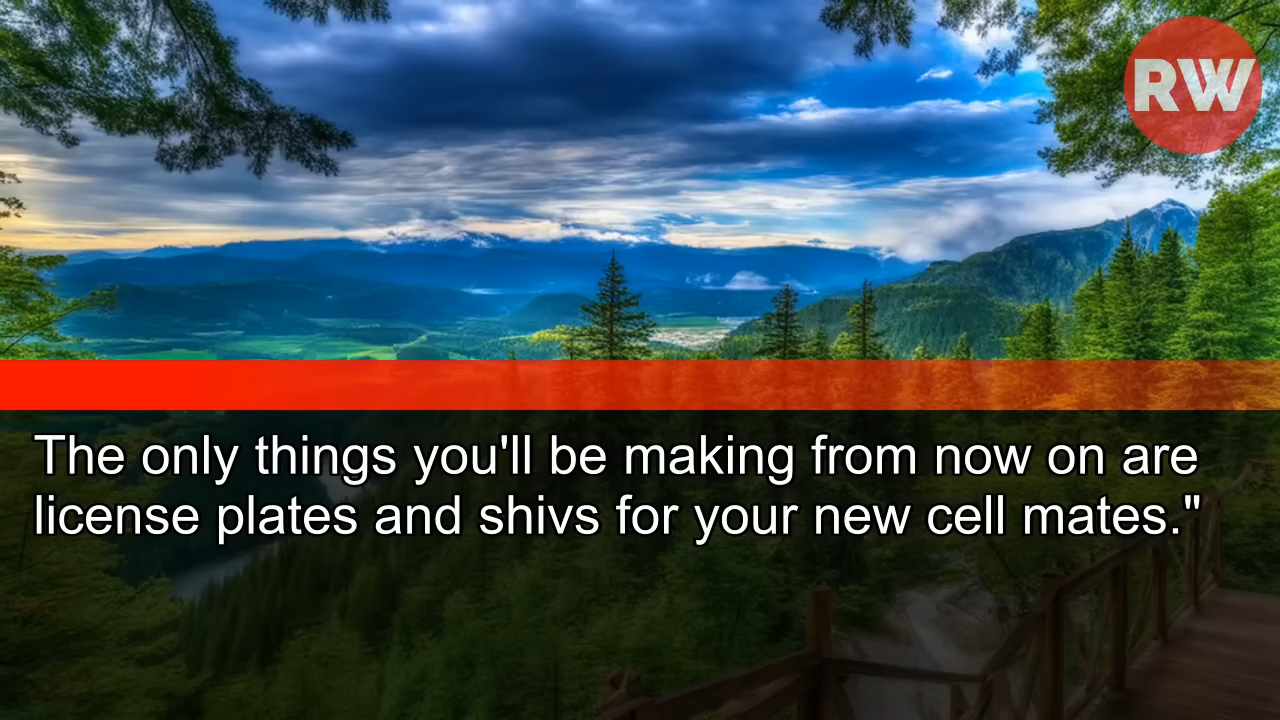 RW
The only things you'll be making from now on are
license plates and shivs for your new cell mates."